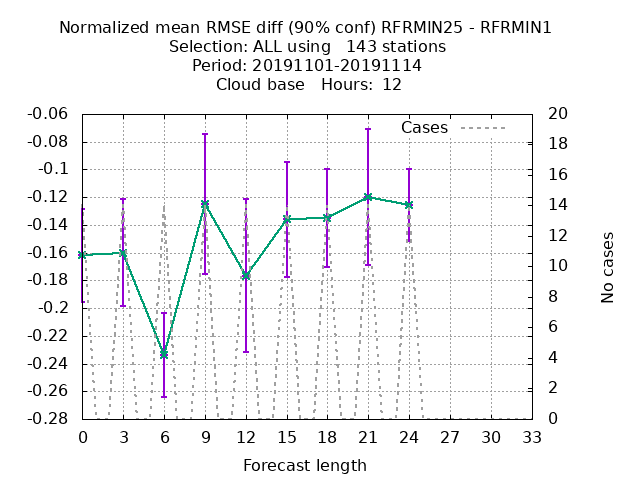 Normalized mean RMSE diff (90% conf) RFRMIN25 - RFRMIN1
Selection: ALL using   143 stations
Period: 20191101-20191114
Cloud base   Hours:  12
-0.06
-0.08
-0.1
-0.12
-0.14
-0.16
-0.18
-0.2
-0.22
-0.24
-0.26
-0.28
Cases
20
18
16
14
12
10
8
6
4
2
0
No cases
0 3 6 9 12 15 18 21 24 27 30 33
Forecast length